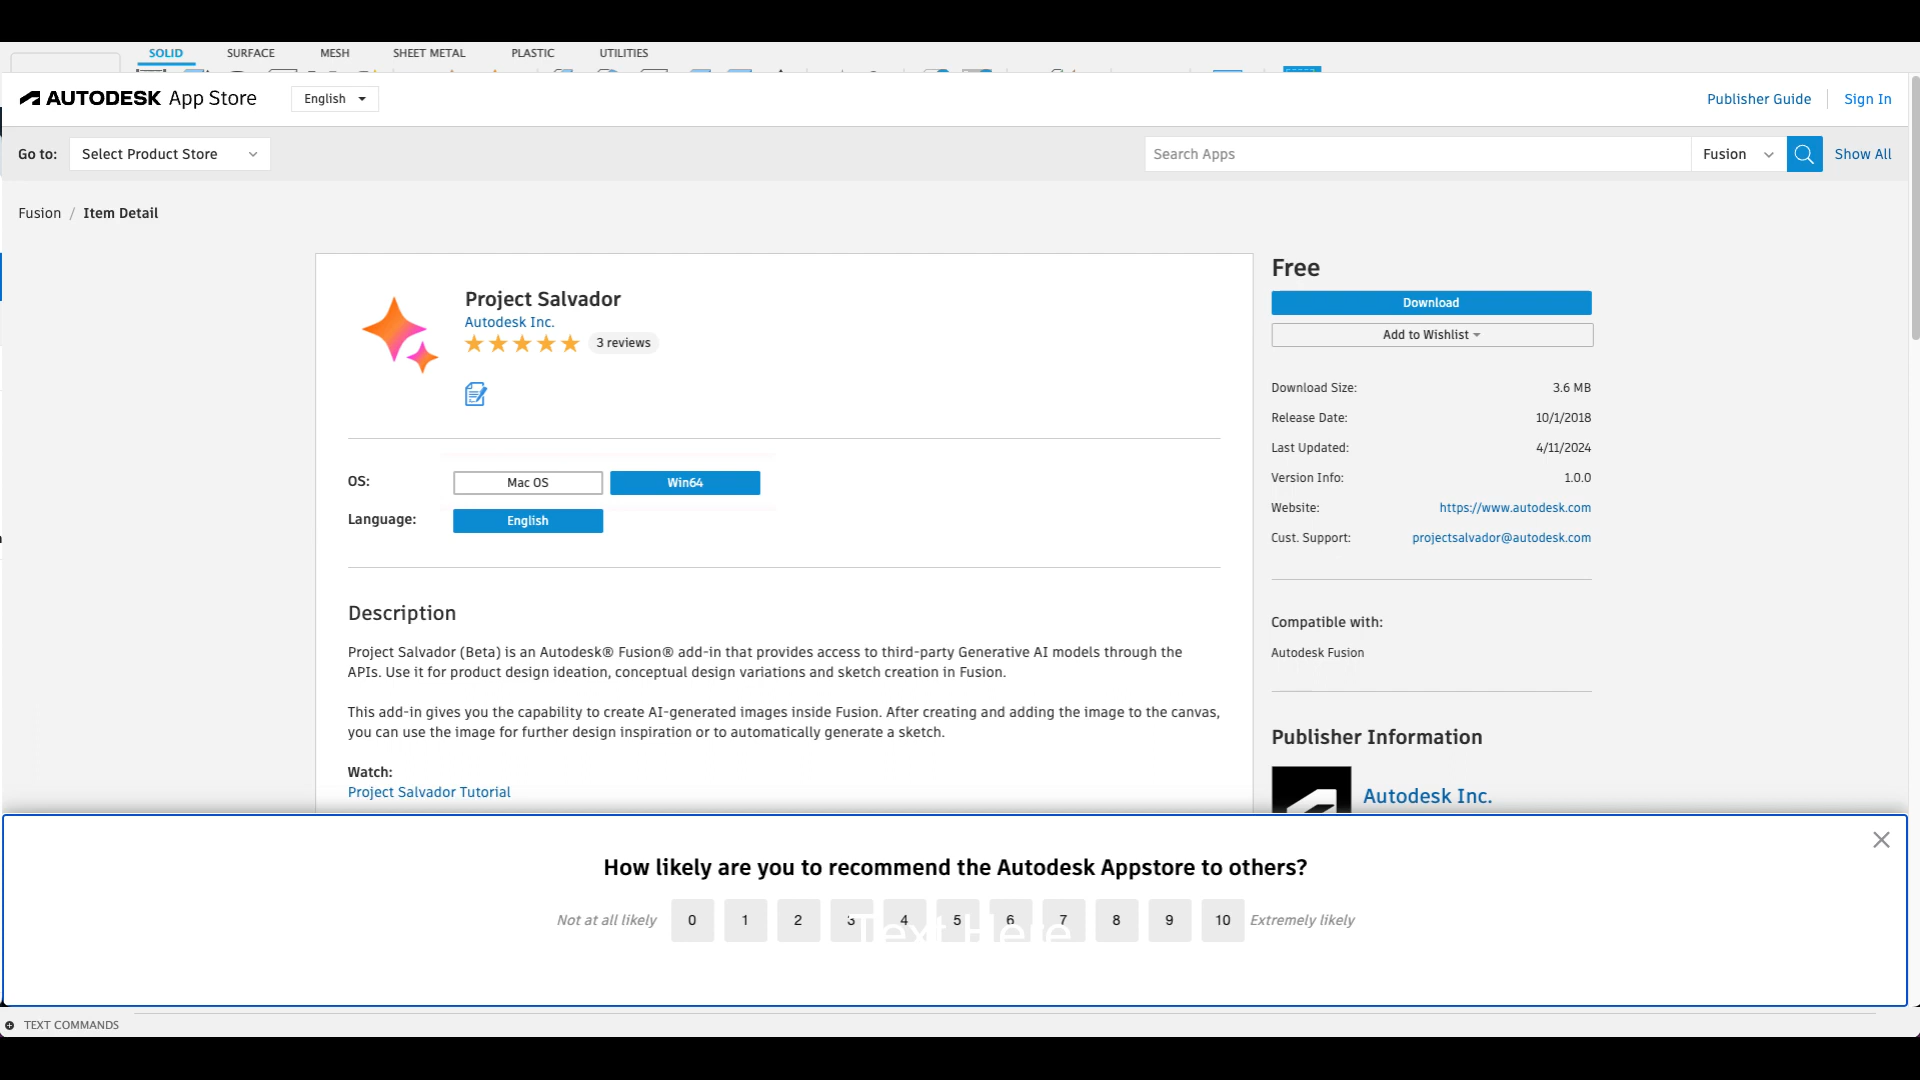 SOLID SURFACE MESH SHEET METAL PLASTIC UTILITIES
AUTODESK App Store English Publisher Guide Sign In
Go to: Select Product Store Search Apps Fusion Show All
Fusion / Item Detail
Project Salvador
Autodesk Inc.
3 reviews
OS: Mac OS Win64
Language: English
Description
Project Salvador (Beta) is an Autodesk® Fusion® add-in that provides access to third-party Generative AI models through the
APIs. Use it for product design ideation, conceptual design variations and sketch creation in Fusion.
This add-in gives you the capability to create AI-generated images inside Fusion. After creating and adding the image to the canvas,
you can use the image for further design inspiration or to automatically generate a sketch.
Watch:
Project Salvador Tutorial
Free
Download
Add to Wishlist
Download Size: 3.6 MB
Release Date: 10/1/2018
Last Updated: 4/11/2024
Version Info: 1.0.0
Website: https://www.autodesk.com
Cust. Support: projectsalvador@autodesk.com
Compatible with:
Autodesk Fusion
Publisher Information
Autodesk Inc.
How likely are you to recommend the Autodesk Appstore to others?
Not at all likely 0 1 2 3 4 5 6 7 8 9 10 Extremely likely
Text Here
TEXT COMMANDS